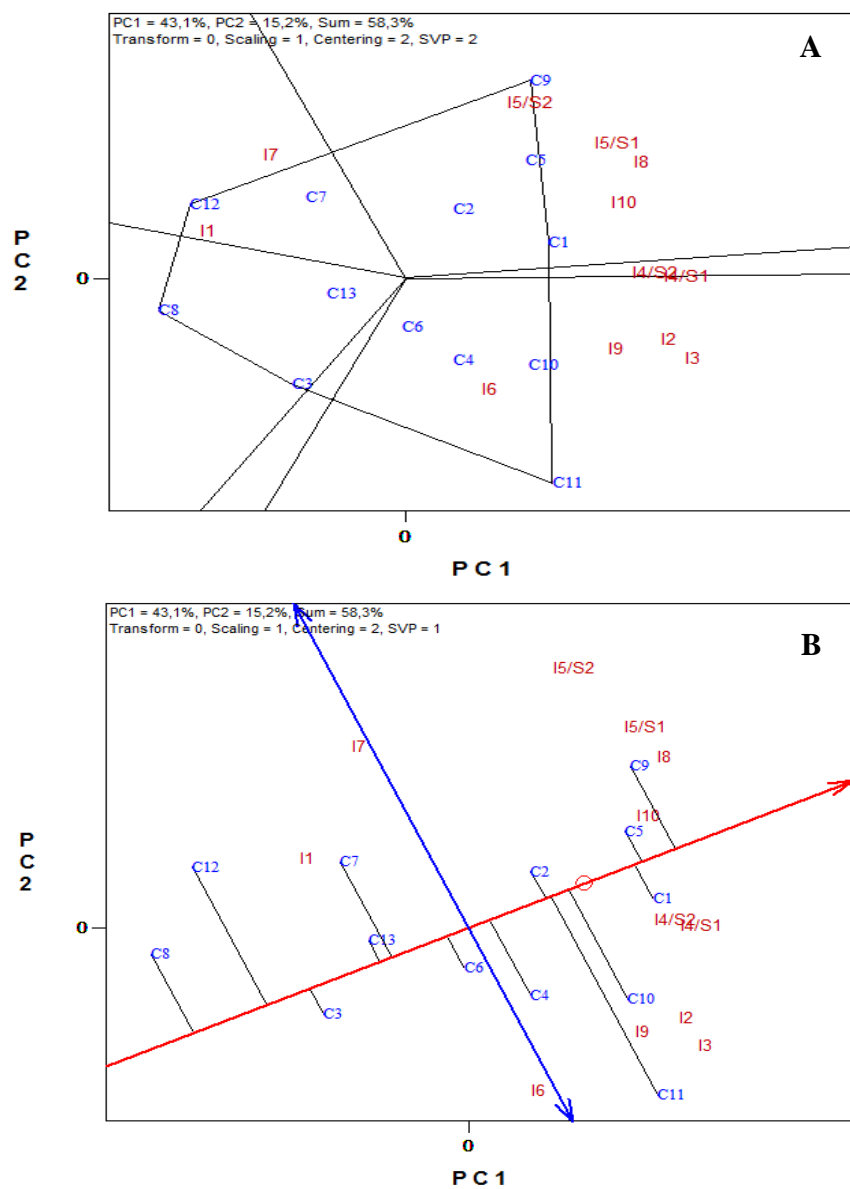 PC1 = 43,1%, PC2 = 15,2%, Sum = 58,3%
Transform = 0, Scaling = 1, Centering = 2, SVP = 2
A
C9
I5/S2
I5/S1
I7
C5
I8
C7
C12
C2
I10
I1
C1
P
C
2
0
I4/S2
I4/S1
C13
C8
C6
I2
I9
I3
C4
C10
C3
I6
C11
0
P C 1
PC1 = 43,1%, PC2 = 15,2%, Sum = 58,3%
Transform = 0, Scaling = 1, Centering = 2, SVP = 1
B
I5/S2
I5/S1
I7
I8
C9
I10
C5
P
C
2
I1
C7
C12
C2
C1
I4/S2
I4/S1
0
C13
C8
C6
C4
C10
C3
I2
I9
I3
I6
C11
0
P C 1